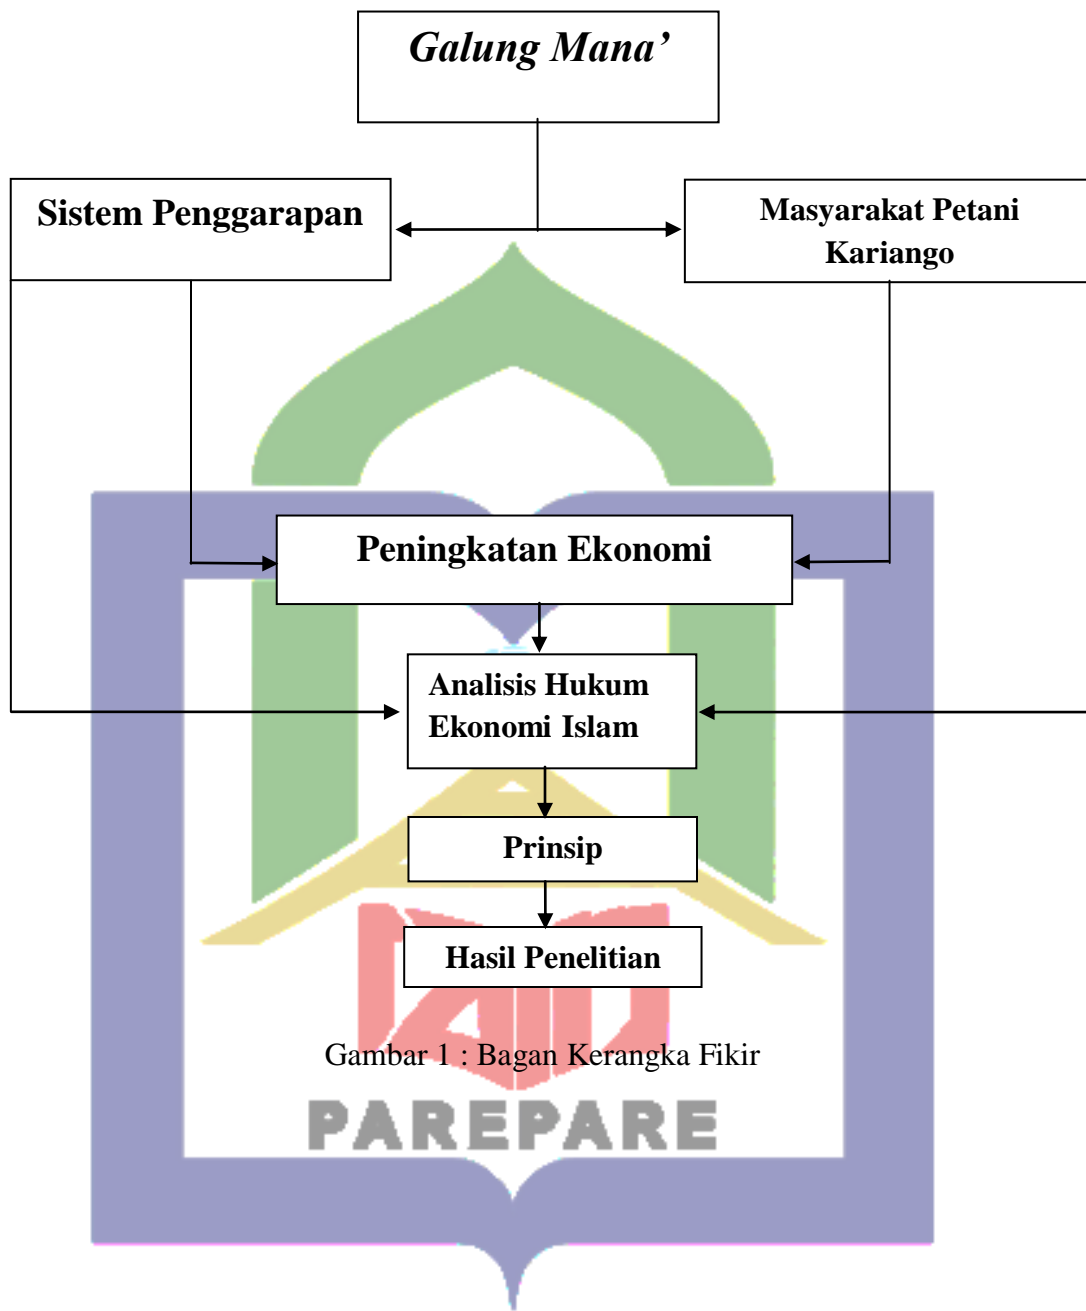 Galung Mana’
Sistem Penggarapan
Masyarakat Petani
Kariango
Peningkatan Ekonomi
Analisis Hukum
Ekonomi Islam
Prinsip
Hasil Penelitian
Gambar 1 : Bagan Kerangka Fikir
PAREPARE